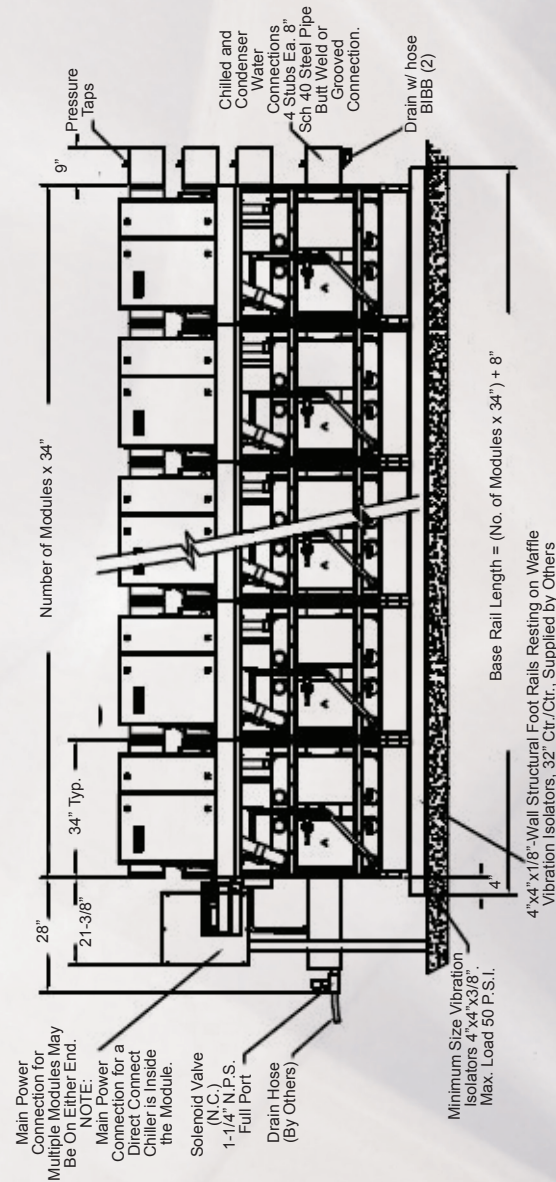 Main Power
Connection for
Multiple Modules May
Be On Either End.
NOTE:
Main Power
Connection for a
Direct Connect
Chiller is Inside
the Module.
Solenoid Valve
(N.C.)
1-1/4" N.P.S.
Full Port
Drain Hose
(By Others)
28"
21-3/8"
34" Typ.
Number of Modules x 34"
9"
Pressure
Taps
Chilled and
Condenser
Water
Connections
4 Stubs Ea. 8"
Sch 40 Steel Pipe
Butt Weld or
Grooved
Connection.
Drain w/ hose
BIBB (2)
Minimum Size Vibration
Isolators 4"x4"x3/8".
Max. Load 50 P.S.I.
4"
Base Rail Length = (No. of Modules x 34") + 8"
4"x4"x1/8"-Wall Structural Foot Rails Resting on Waffle
Vibration Isolators, 32" Ctr./Ctr., Supplied By Others